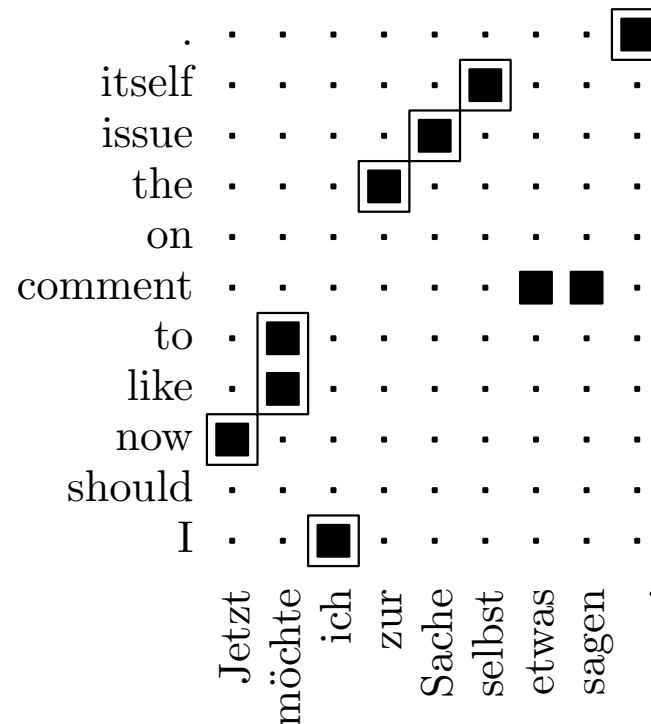 .
itself
issue
the
on
comment
to
like
now
should
I
Jetzt
möchte
ich
zur
Sache
selbst
etwas
sagen
.